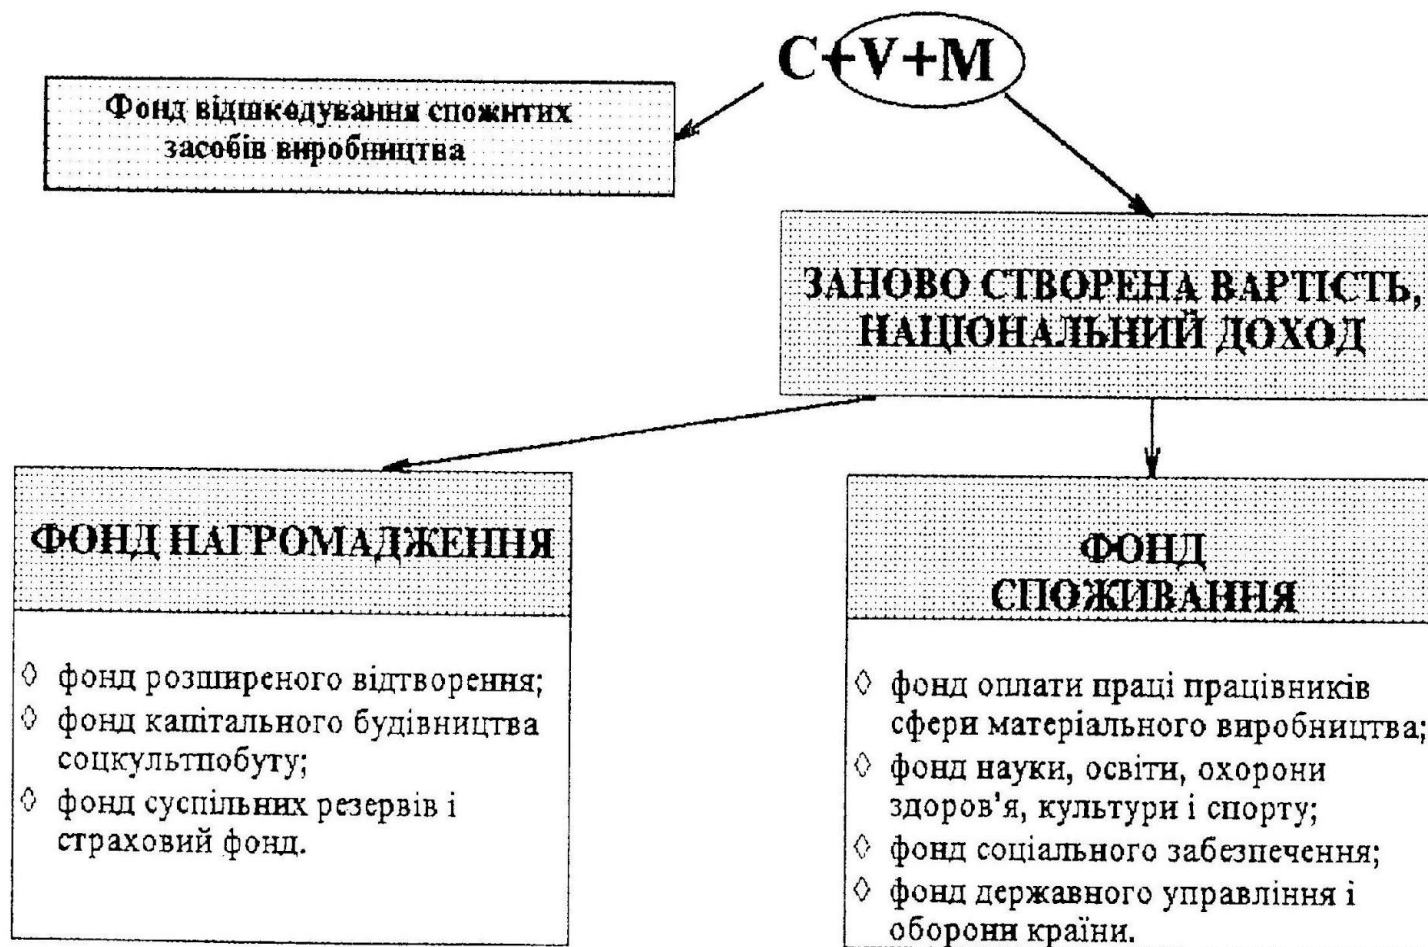 C+V+M
Фонд відшкодування спожитих
засобів виробництва
ЗАНОВО СТВОРЕНА ВАРТІСТЬ,
НАЦІОНАЛЬНИЙ ДОХОД
ФОНД НАГРОМАДЖЕННЯ
◊ фонд розширеного відтворення;
◊ фонд капітального будівництва
соцкультпобуту;
◊ фонд суспільних резервів і
страховий фонд.
ФОНД
СПОЖИВАННЯ
◊ фонд оплати праці працівників
сфери матеріального виробництва;
◊ фонд науки, освіти, охорони
здоров’я, культури і спорту;
◊ фонд соціального забезпечення;
◊ фонд державного управління і
оборони країни.